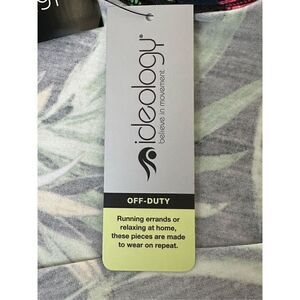 ideology®
believe in movement
OFF-DUTY
Running errands or
relaxing at home,
these pieces are made
to wear on repeat.